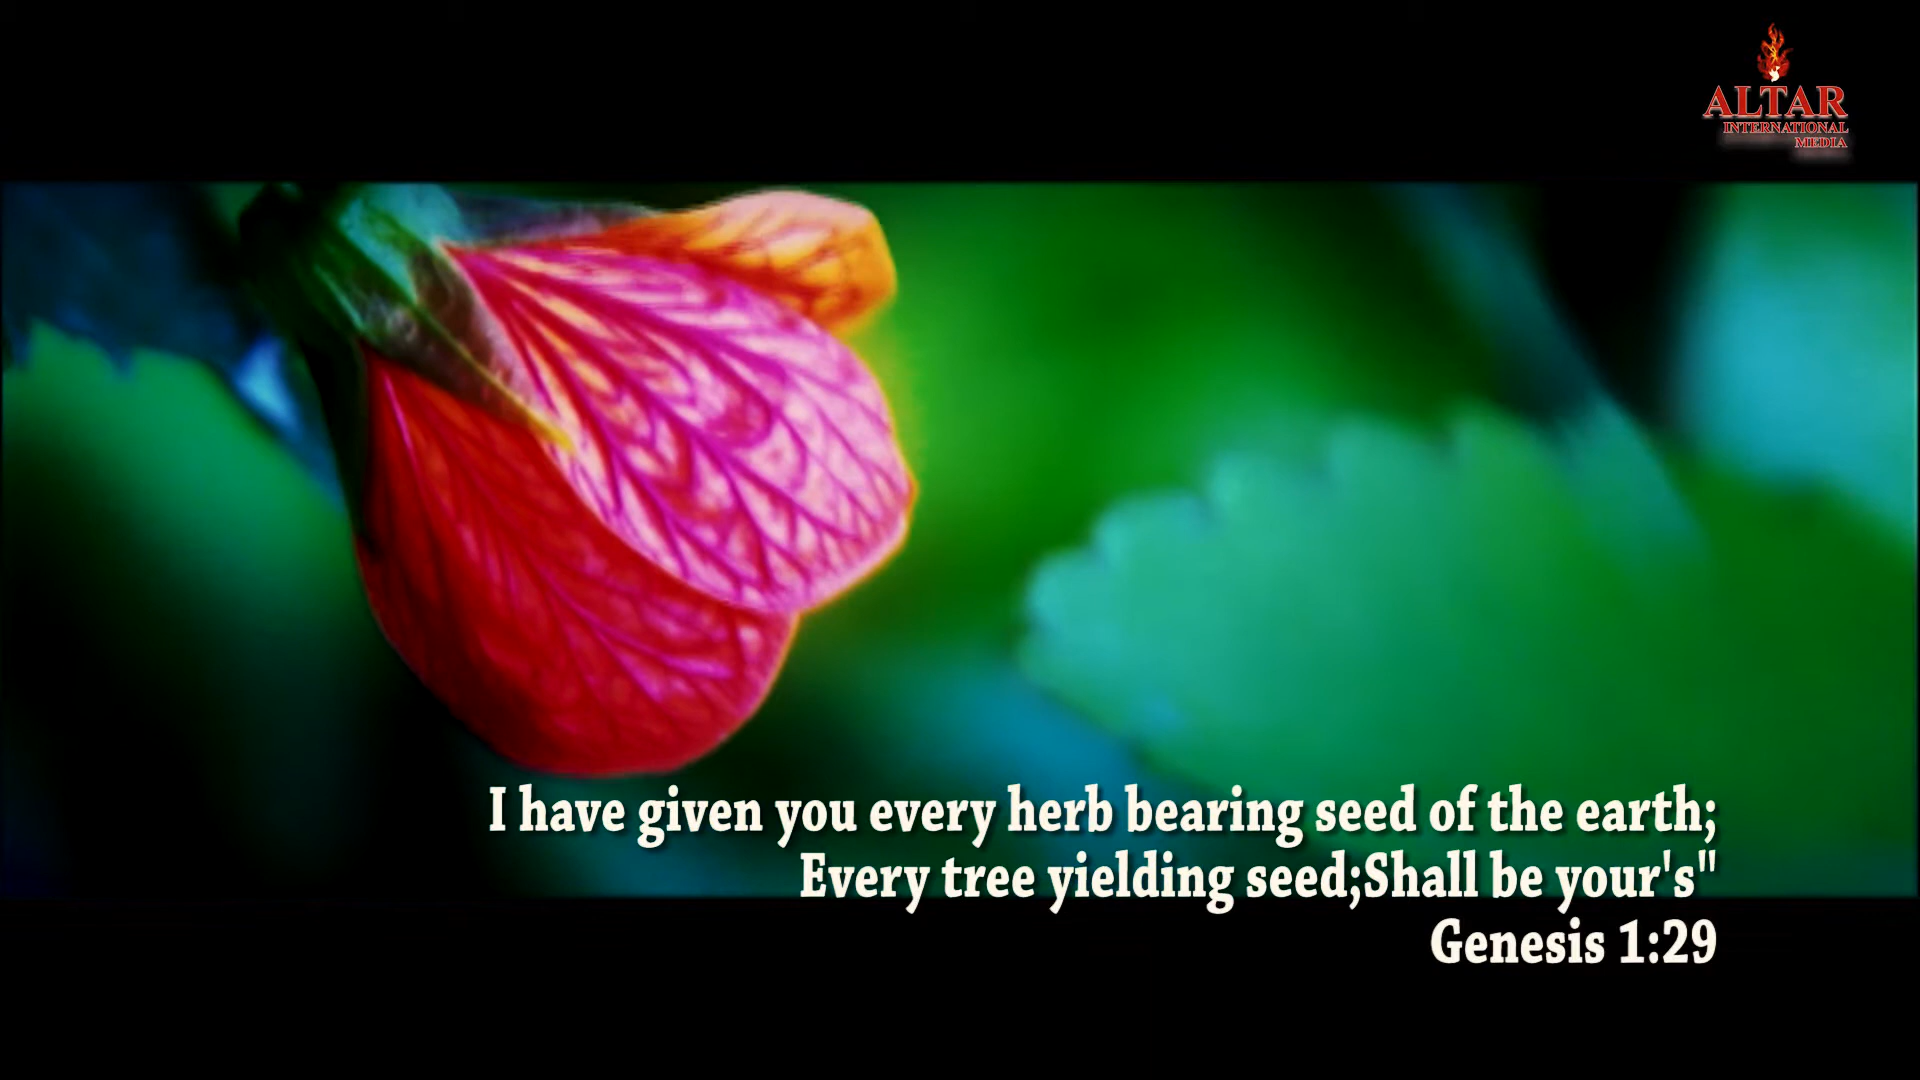 ALTAR
INTERNATIONAL
MEDIA
I have given you every herb bearing seed of the earth;
Every tree yielding seed;Shall be your's"
Genesis 1:29